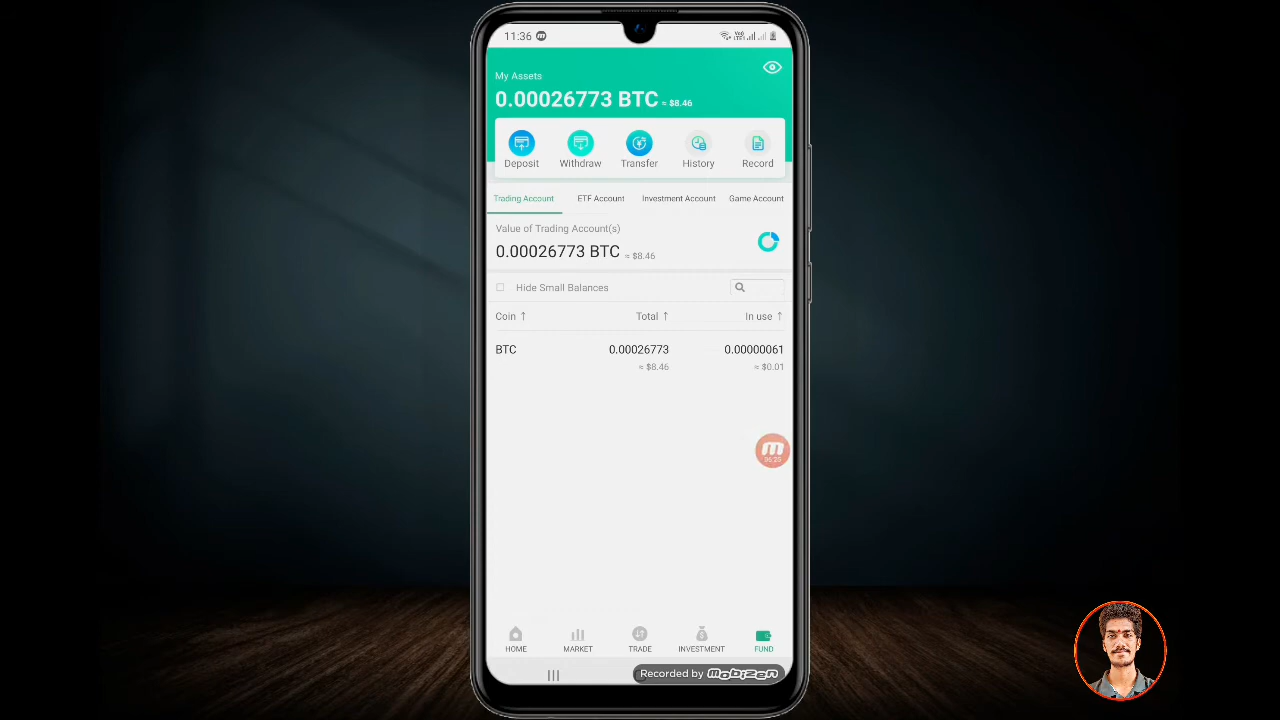 11:36
My Assets
0.00026773 BTC ≈ $8.46
Deposit Withdraw Transfer History Record
Trading Account ETF Account Investment Account Game Account
Value of Trading Account(s)
0.00026773 BTC ≈ $8.46
Hide Small Balances
Coin ↑ Total ↑ In use ↑
BTC 0.00026773 0.00000061
≈ $8.46 ≈ $0.01
HOME MARKET TRADE INVESTMENT FUND
Recorded by mobizen